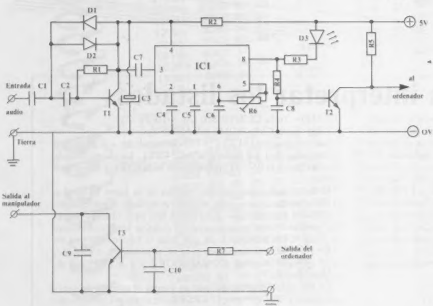 D1
R2
5V
D2
4
D3
R5
R1
C7
IC1
8
R3
3
R4
al
ordenador
Entrada
audio
C1
C2
2
1
6
5
T1
C3
C4
C5
C6
R6
C8
T2
Tierra
OV
Salida al
manipulador
T3
Salida del
ordenador
C9
C10
R7